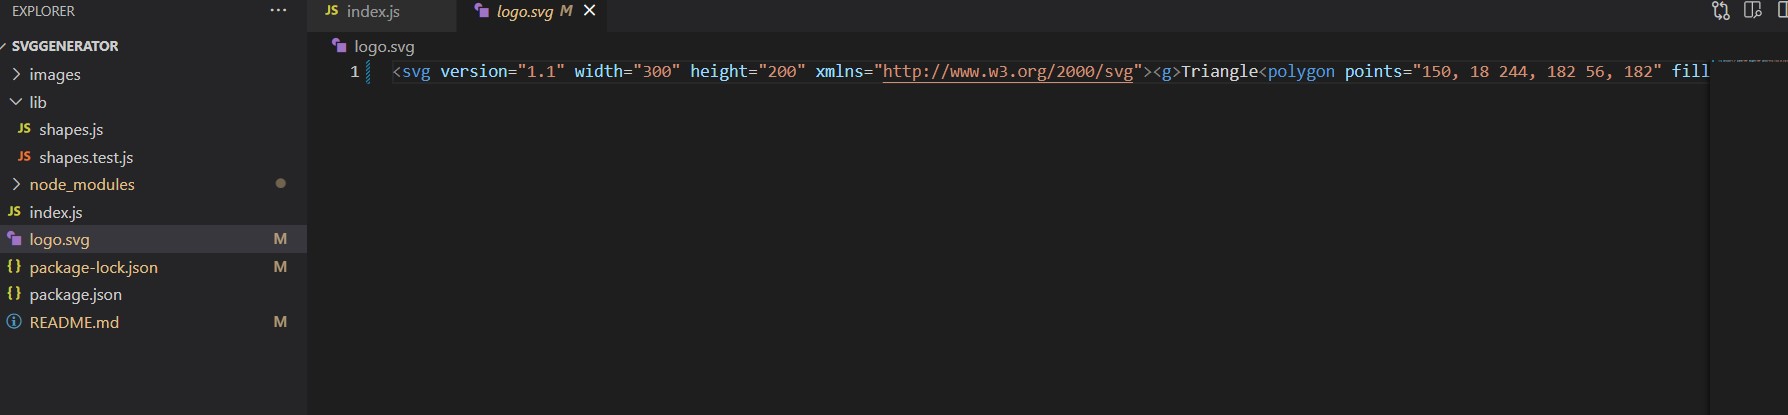 EXPLORER ...
JS index.js
logo.svg M ×
SVGGENERATOR
logo.svg
images
1 <svg version="1.1" width="300" height="200" xmlns="http://www.w3.org/2000/svg"><g>Triangle<polygon points="150, 18 244, 182 56, 182" fill
lib
JS shapes.js
JS shapes.test.js
node_modules
JS index.js
logo.svg M
{} package-lock.json M
{} package.json
README.md M